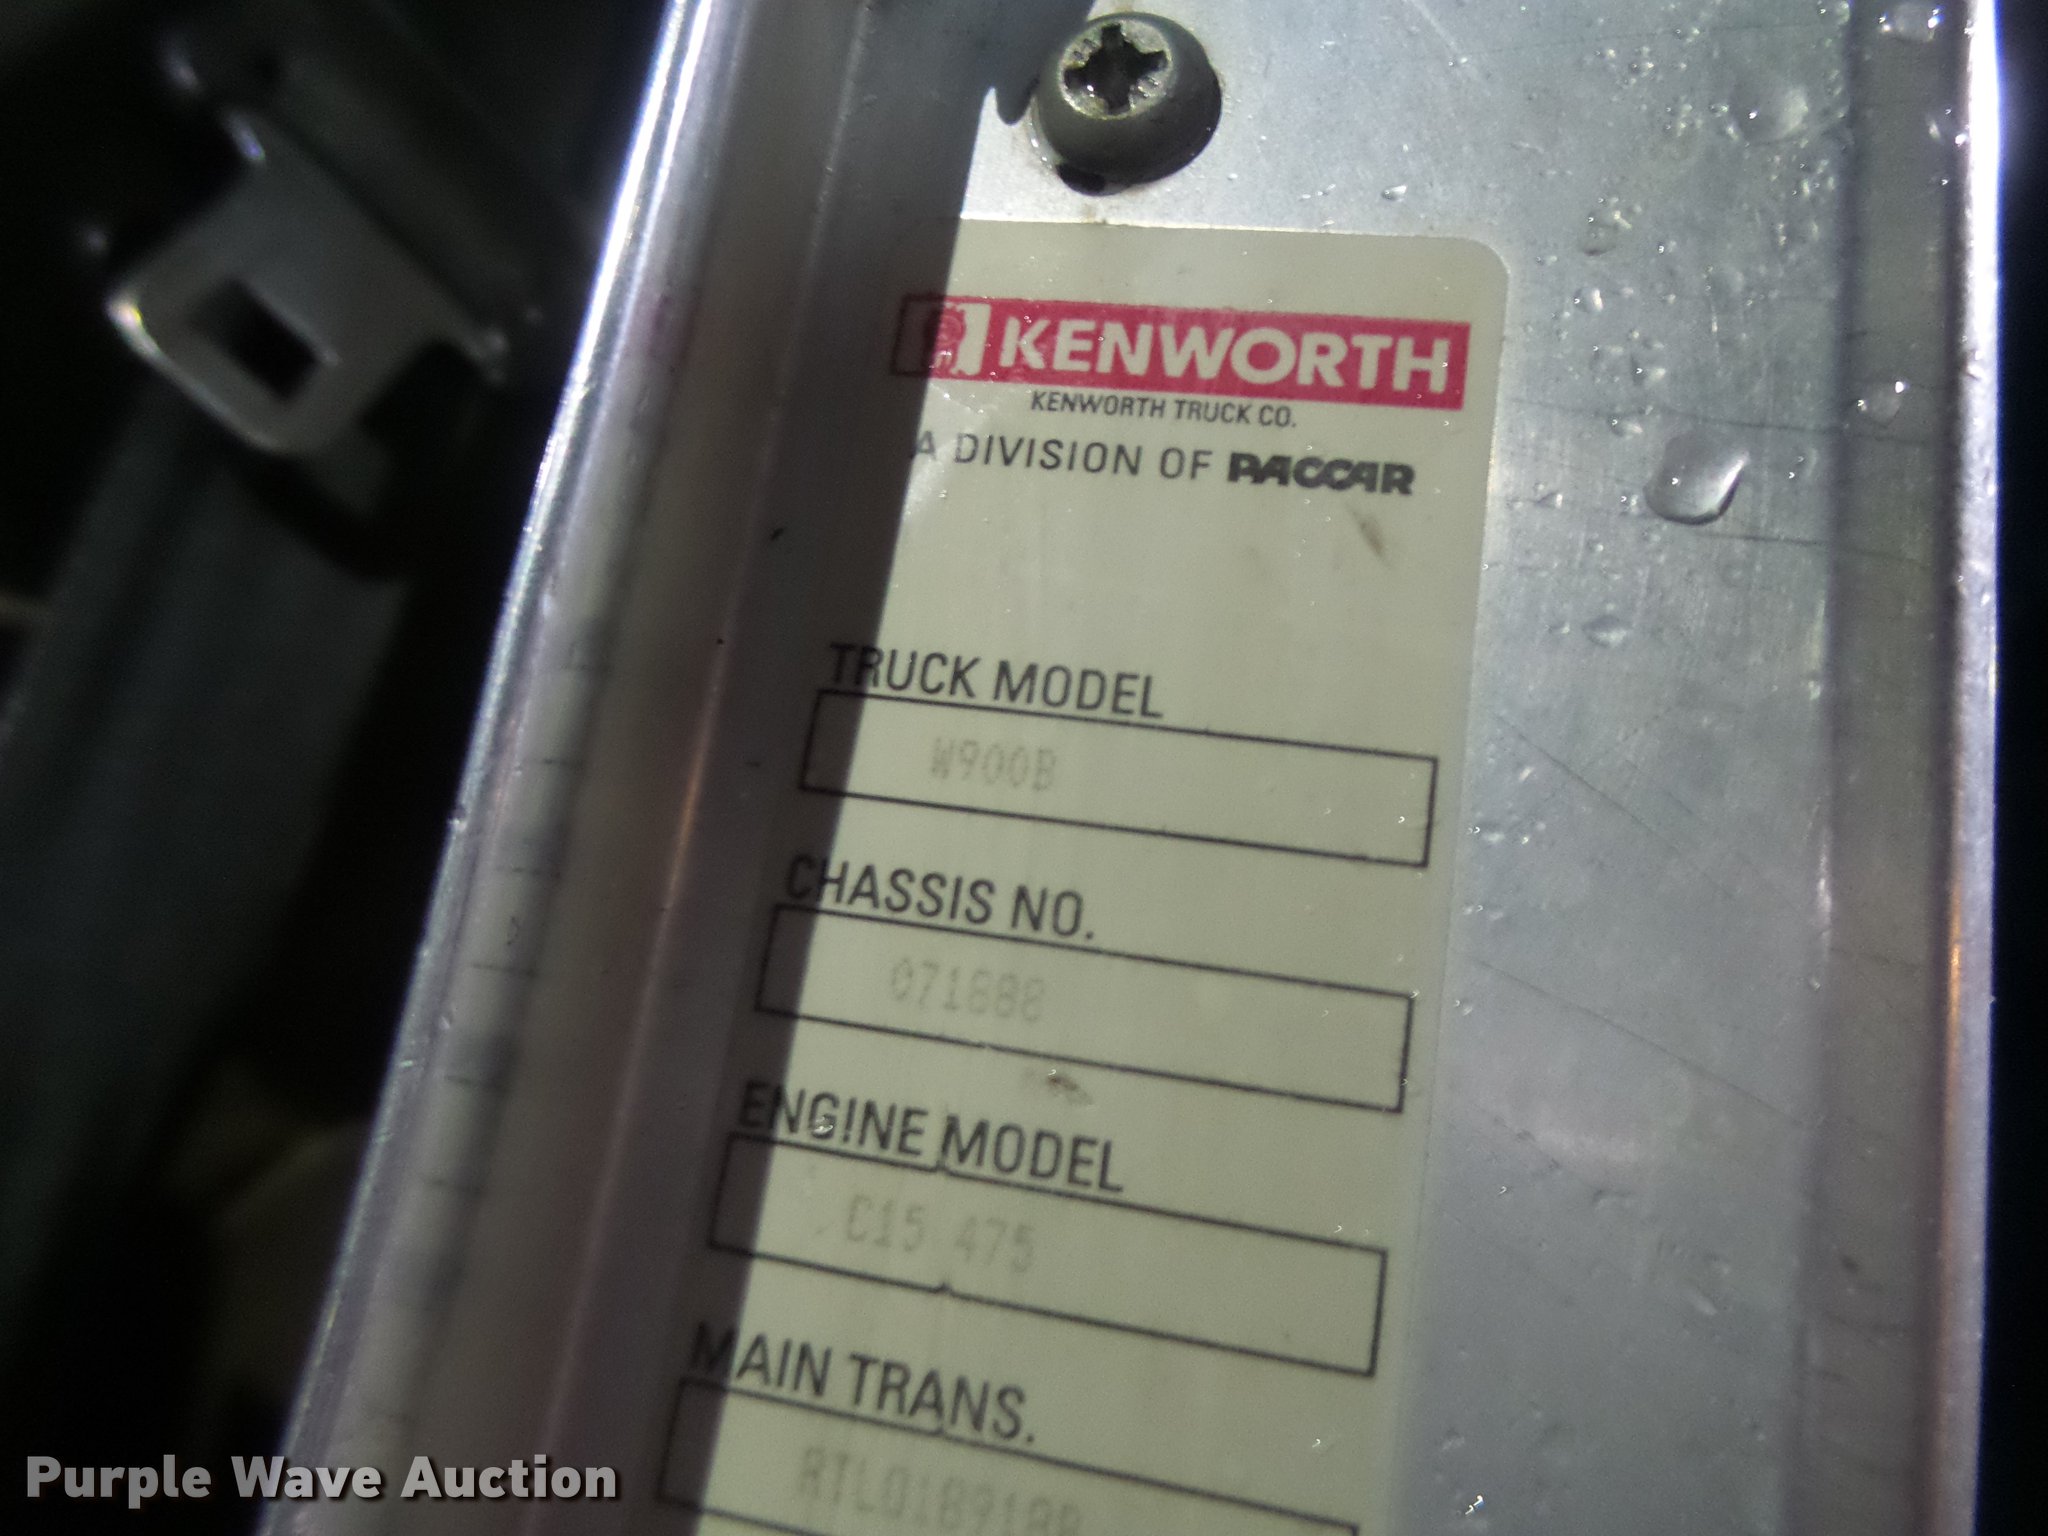 KENWORTH
KENWORTH TRUCK CO.
A DIVISION OF PACCAR
TRUCK MODEL
W900B
CHASSIS NO.
ENGINE MODEL
C15 475
MAIN TRANS.
Purple Wave Auction